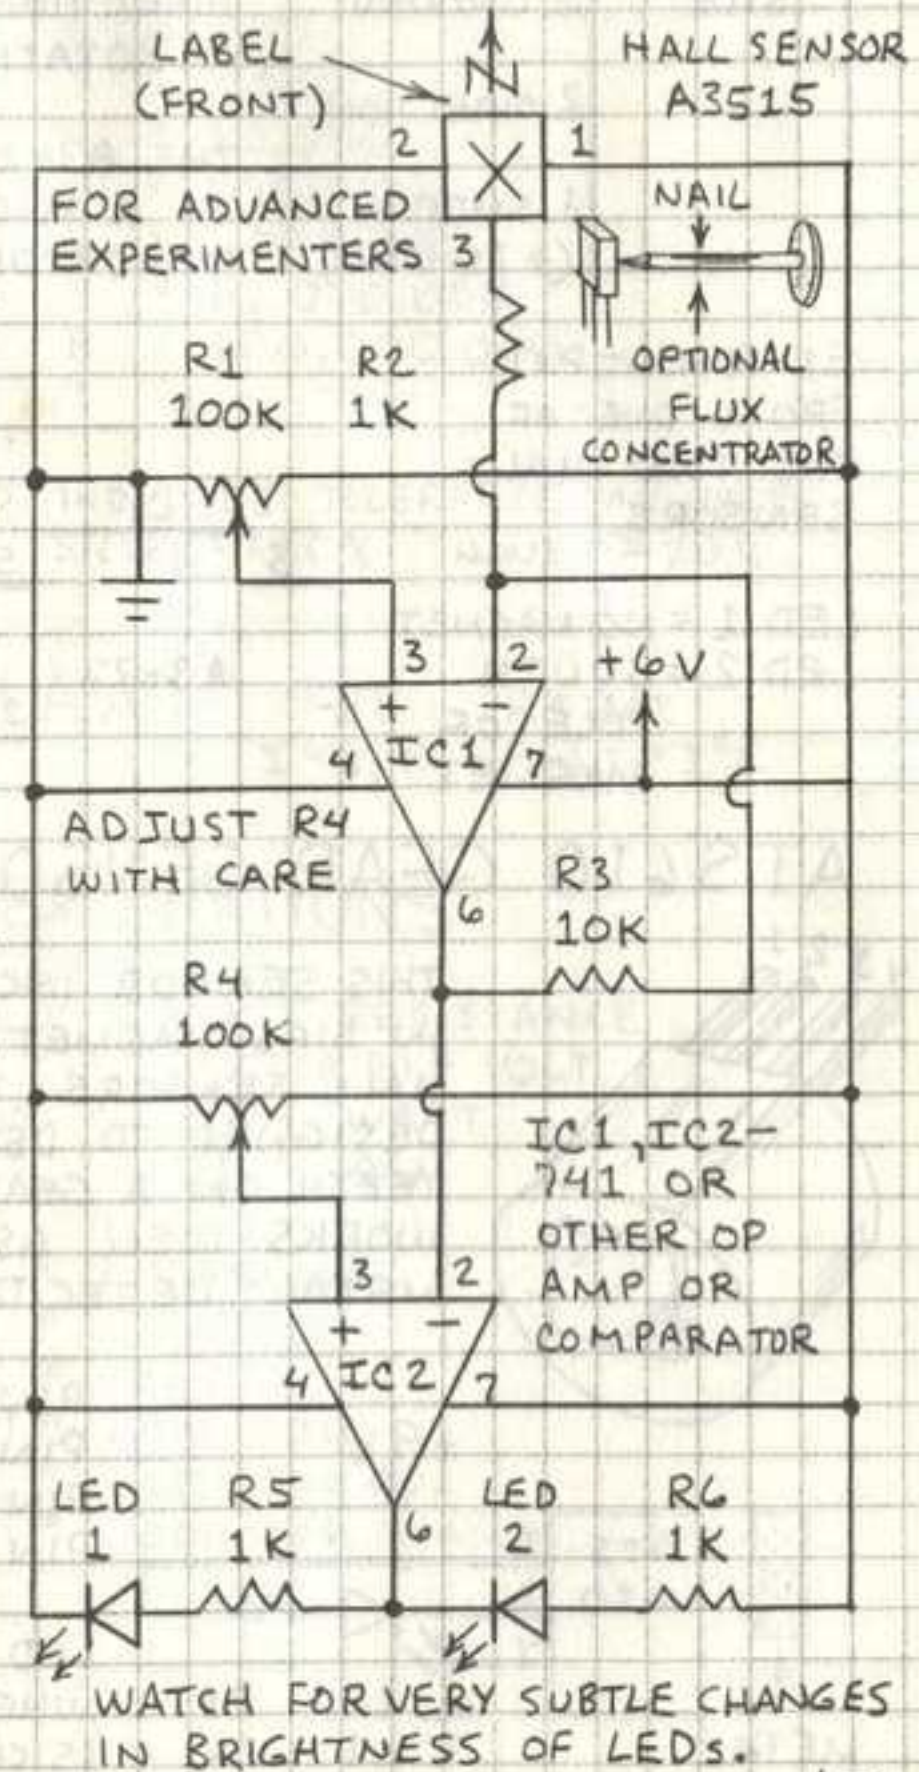 LABEL
(FRONT)
N
HALL SENSOR
A3515
2
1
X
FOR ADVANCED
EXPERIMENTERS
3
NAIL
OPTIONAL
FLUX
CONCENTRATOR
R1
100K
R2
1K
3
2
+6V
+
-
IC1
4
7
ADJUST R4
WITH CARE
6
R3
10K
R4
100K
IC1, IC2-
741 OR
OTHER OP
AMP OR
COMPARATOR
3
2
+
-
IC2
4
7
LED
1
R5
1K
6
LED
2
R6
1K
WATCH FOR VERY SUBTLE CHANGES
IN BRIGHTNESS OF LEDs.